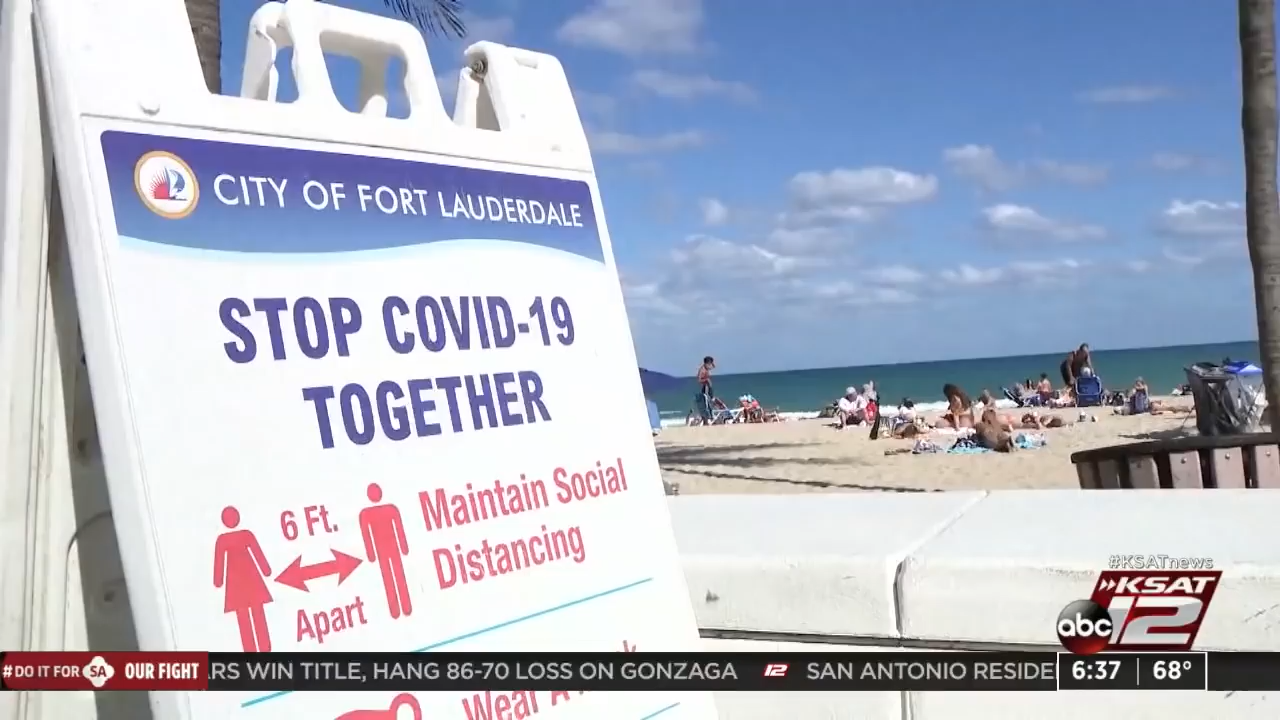 CITY OF FORT LAUDERDALE
STOP COVID-19
TOGETHER
6 Ft.
Apart
Maintain Social
Distancing
Wear A
#KSATnews
KSAT
abc 12
#DO IT FOR SA OUR FIGHT
RS WIN TITLE, HANG 86-70 LOSS ON GONZAGA 12 SAN ANTONIO RESIDE
6:37 68°